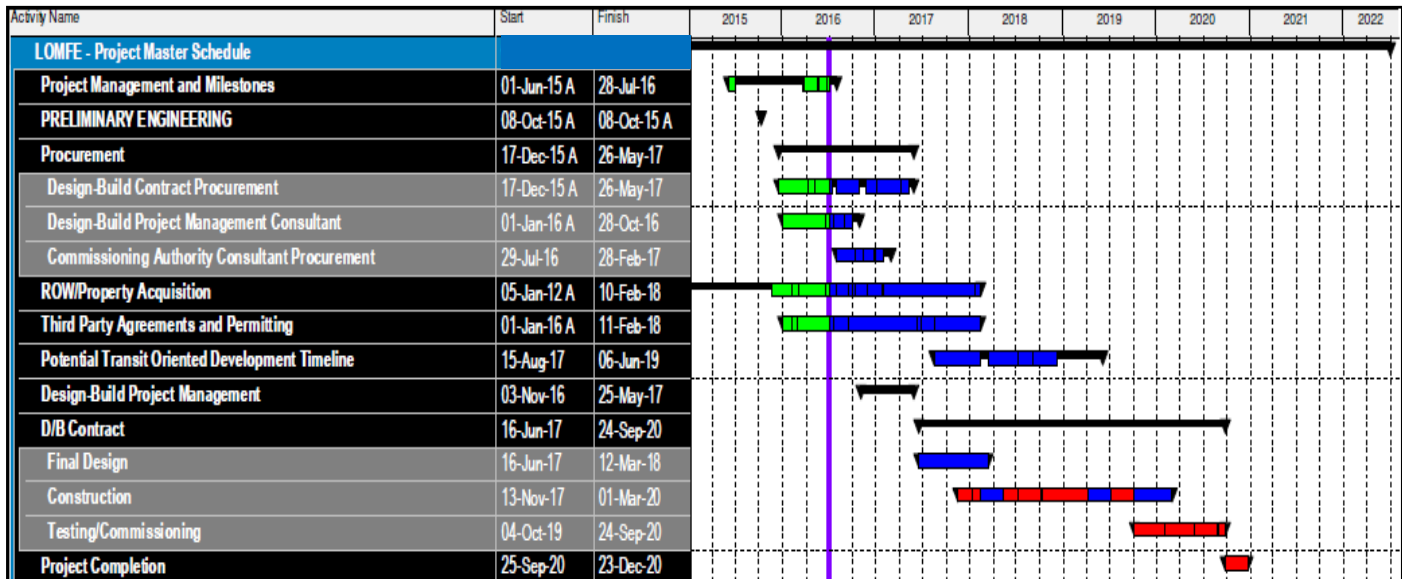 Activity Name Start Finish 2015 2016 2017 2018 2019 2020 2021 2022
LOMFE - Project Master Schedule
Project Management and Milestones 01-Jun-15 A 28-Jul-16
PRELIMINARY ENGINEERING 08-Oct-15 A 08-Oct-15 A
Procurement 17-Dec-15 A 26-May-17
Design-Build Contract Procurement 17-Dec-15 A 26-May-17
Design-Build Project Management Consultant 01-Jan-16 A 28-Oct-16
Commissioning Authority Consultant Procurement 29-Jul-16 28-Feb-17
ROW/Property Acquisition 05-Jan-12 A 10-Feb-18
Third Party Agreements and Permitting 01-Jan-16 A 11-Feb-18
Potential Transit Oriented Development Timeline 15-Aug-17 06-Jun-19
Design-Build Project Management 03-Nov-16 25-May-17
D/B Contract 16-Jun-17 24-Sep-20
Final Design 16-Jun-17 12-Mar-18
Construction 13-Nov-17 01-Mar-20
Testing/Commissioning 04-Oct-19 24-Sep-20
Project Completion 25-Sep-20 23-Dec-20